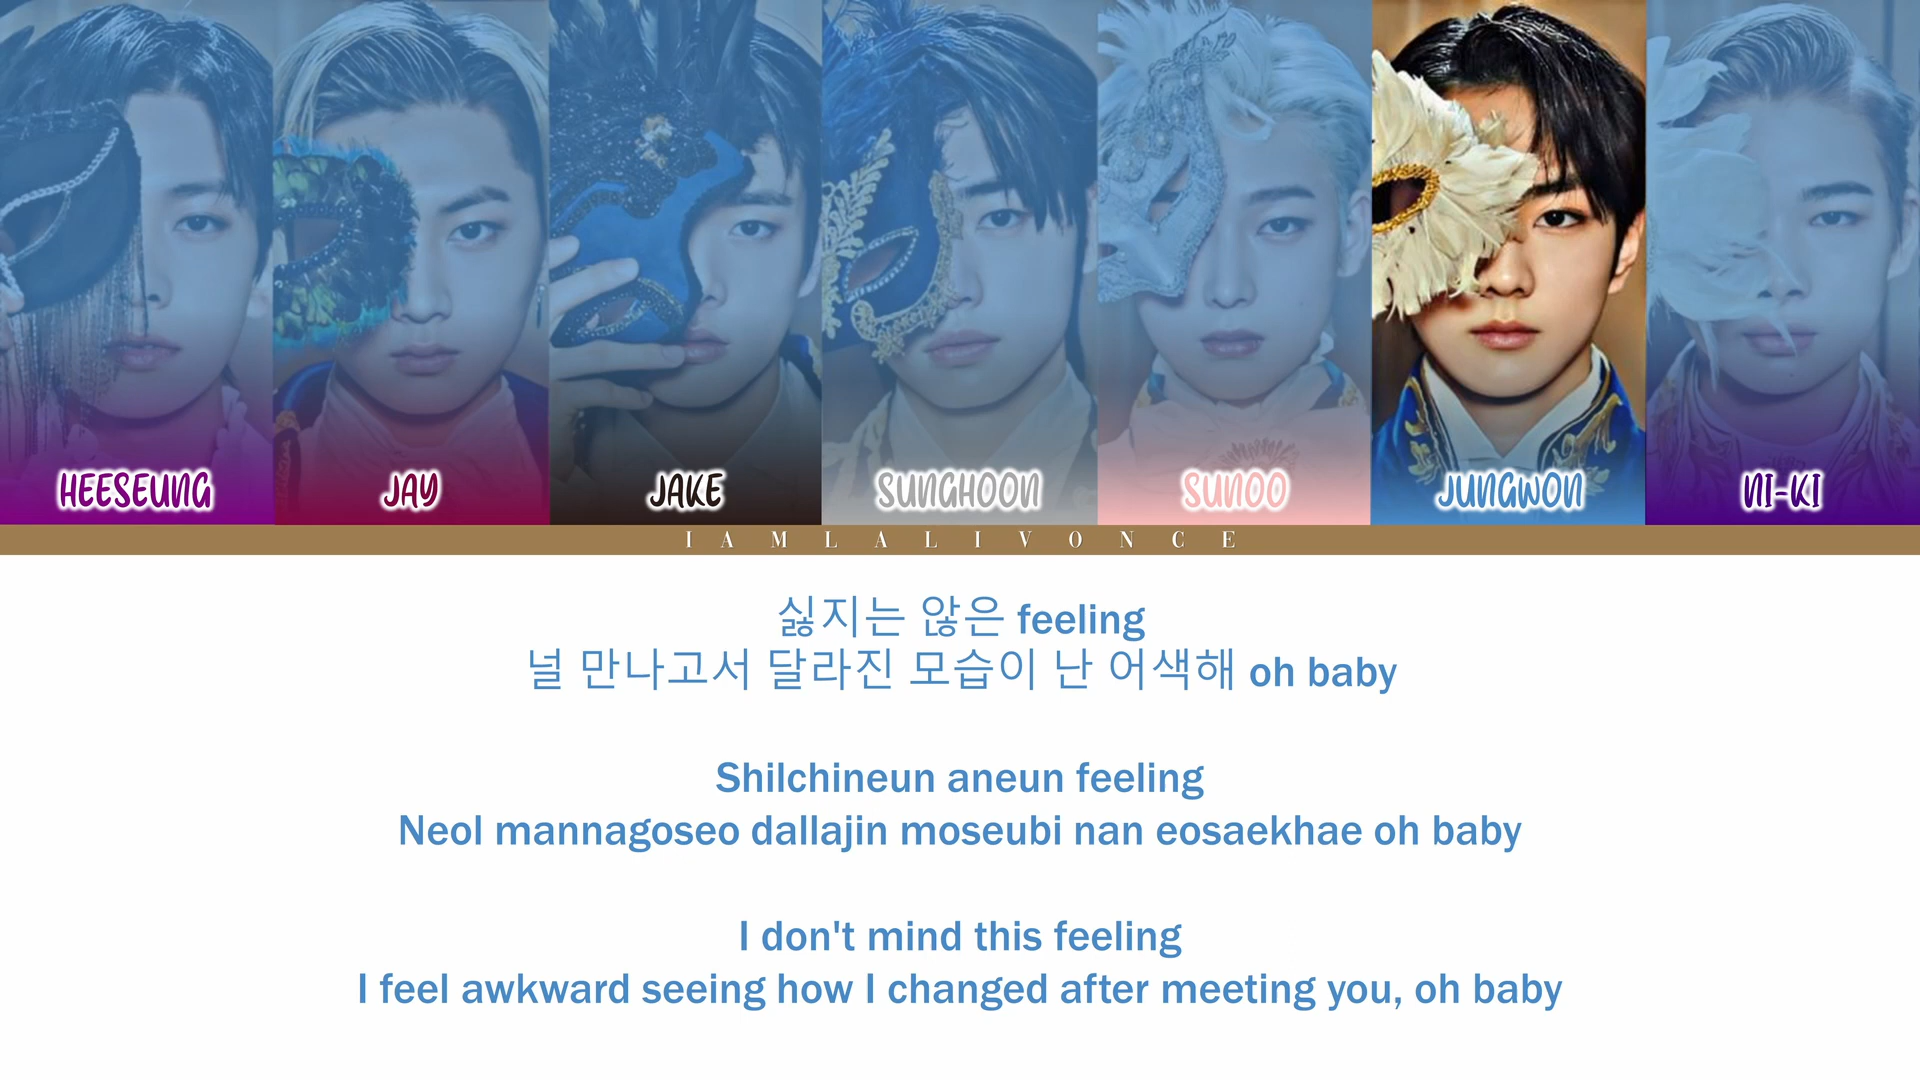 HEESEUNG
JAY
JAKE
SUNGHOON
SUNOO
JUNGWON
NI-KI
IAMLALIVONCE
싫지는 않은 feeling
널 만나고서 달라진 모습이 난 어색해 oh baby
Shilchineun aneun feeling
Neol mannagoseo dallajin moseubi nan eosaekhae oh baby
I don't mind this feeling
I feel awkward seeing how I changed after meeting you, oh baby